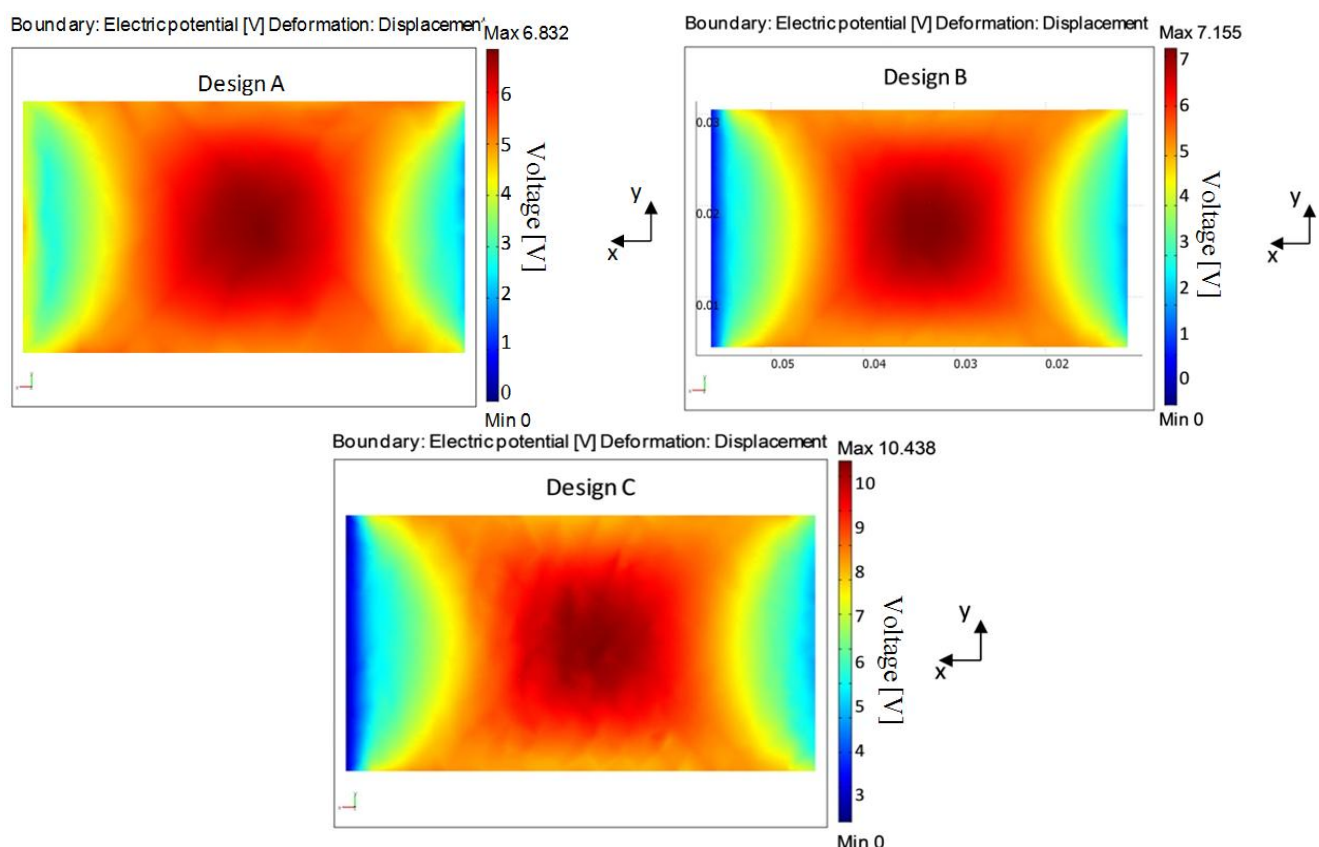 Boundary: Electric potential [V] Deformation: Displacement
Max 6.832
Design A
6
5
4
3
2
1
0
Voltage [V]
Min 0
y
x
Boundary: Electric potential [V] Deformation: Displacement
Max 7.155
Design B
0.03
0.02
0.01
0.05 0.04 0.03 0.02
7
6
5
4
3
2
1
0
Voltage [V]
Min 0
y
x
Boundary: Electric potential [V] Deformation: Displacement
Max 10.438
Design C
10
9
8
7
6
5
4
3
Voltage [V]
Min 0
y
x